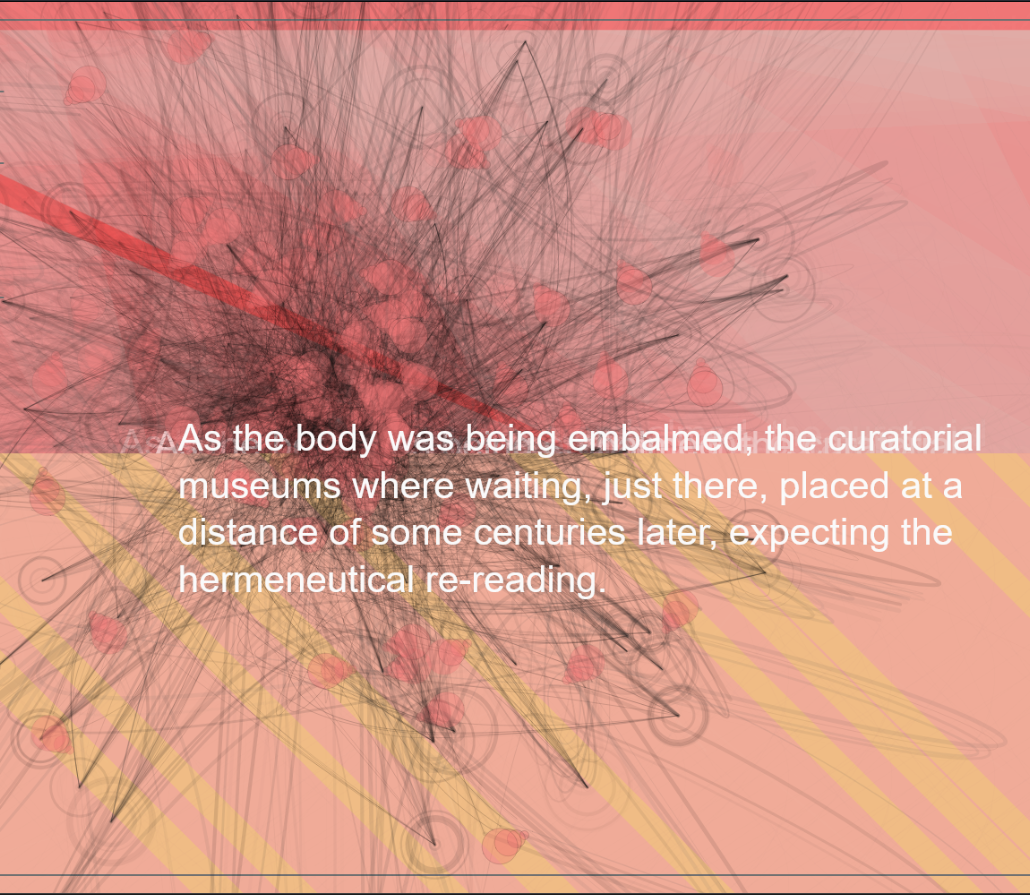 As the body was being embalmed, the curatorial
museums where waiting, just there, placed at a
distance of some centuries later, expecting the
hermeneutical re-reading.